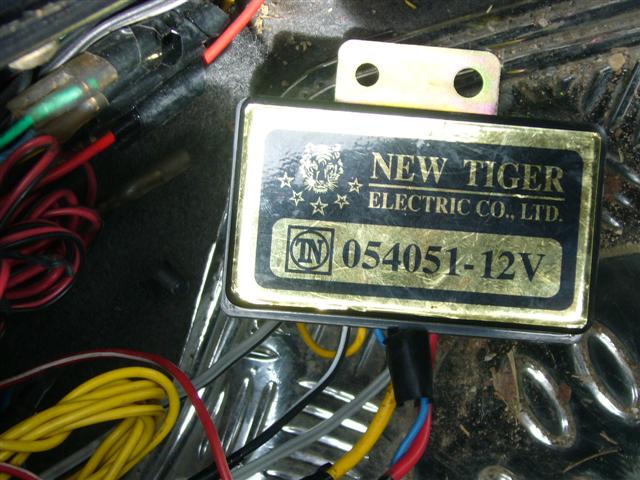 NEW TIGER
ELECTRIC CO., LTD.
TN 054051-12V